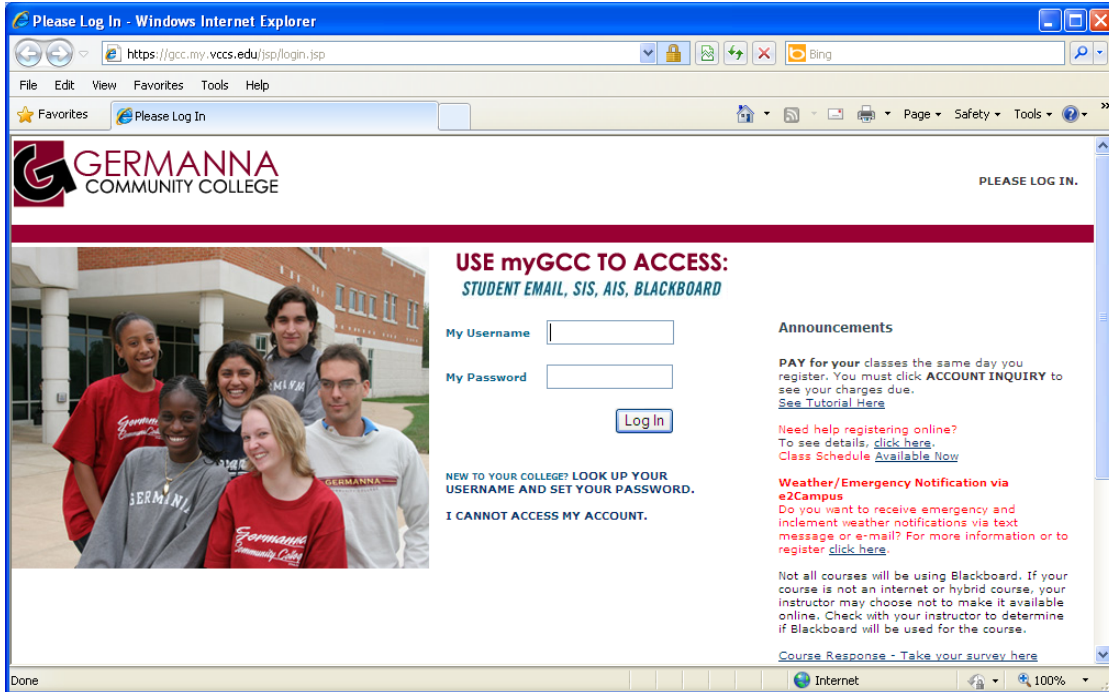 Please Log In - Windows Internet Explorer
https://gcc.my.vccs.edu/jsp/login.jsp
Bing
File Edit View Favorites Tools Help
Favorites Please Log In Page Safety Tools »
GERMANNA
COMMUNITY COLLEGE
PLEASE LOG IN.
USE myGCC TO ACCESS:
STUDENT EMAIL, SIS, AIS, BLACKBOARD
My Username
My Password
Log In
NEW TO YOUR COLLEGE? LOOK UP YOUR
USERNAME AND SET YOUR PASSWORD.
I CANNOT ACCESS MY ACCOUNT.
Announcements
PAY for your classes the same day you
register. You must click ACCOUNT INQUIRY to
see your charges due.
See Tutorial Here
Need help registering online?
To see details, click here.
Class Schedule Available Now
Weather/Emergency Notification via
e2Campus
Do you want to receive emergency and
inclement weather notifications via text
message or e-mail? For more information or to
register click here.
Not all courses will be using Blackboard. If your
course is not an internet or hybrid course, your
instructor may choose not to make it available
online. Check with your instructor to determine
if Blackboard will be used for the course.
Course Response - Take your survey here
GERMANNA
Germanna
Community College
Done Internet 100%